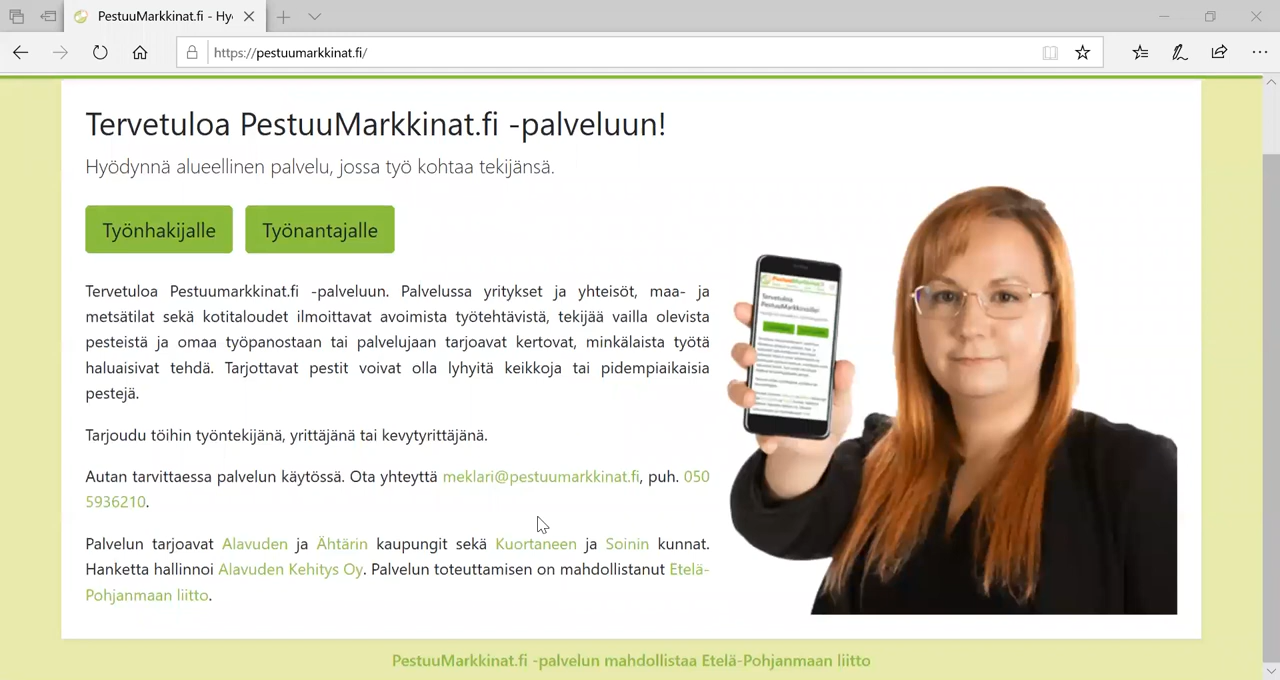 PestuuMarkkinat.fi - Hyö
https://pestuumarkkinat.fi/
Tervetuloa PestuuMarkkinat.fi -palveluun!
Hyödynnä alueellinen palvelu, jossa työ kohtaa tekijänsä.
Työnhakijalle
Työnantajalle
Tervetuloa Pestuumarkkinat.fi -palveluun. Palvelussa yritykset ja yhteisöt, maa- ja
metsätilat sekä kotitaloudet ilmoittavat avoimista työtehtävistä, tekijää vailla olevista
pesteistä ja omaa työpanostaan tai palvelujaan tarjoavat kertovat, minkälaista työtä
haluaisivat tehdä. Tarjottavat pestit voivat olla lyhyitä keikkoja tai pidempiaikaisia
pestejä.
Tarjoudu töihin työntekijänä, yrittäjänä tai kevytyrittäjänä.
Autan tarvittaessa palvelun käytössä. Ota yhteyttä meklari@pestuumarkkinat.fi, puh. 050
5936210.
Palvelun tarjoavat Alavuden ja Ähtärin kaupungit sekä Kuortaneen ja Soinin kunnat.
Hanketta hallinnoi Alavuden Kehitys Oy. Palvelun toteuttamisen on mahdollistanut Etelä-
Pohjanmaan liitto.
PestuuMarkkinat.fi -palvelun mahdollistaa Etelä-Pohjanmaan liitto